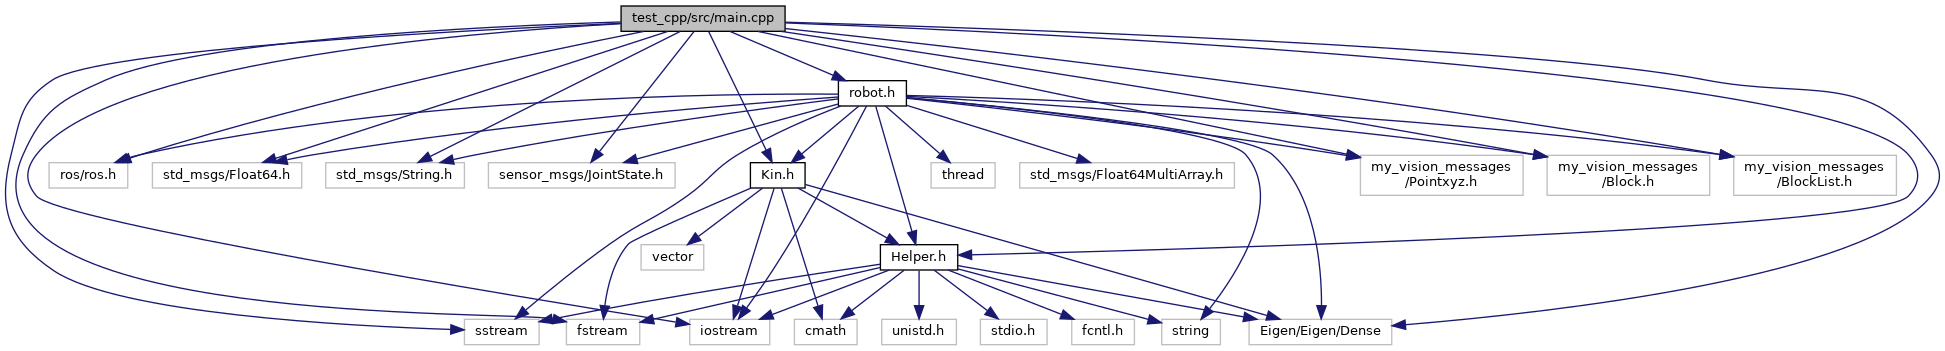 test_cpp/src/main.cpp
robot.h
ros/ros.h
std_msgs/Float64.h
std_msgs/String.h
sensor_msgs/JointState.h
Kin.h
thread
std_msgs/Float64MultiArray.h
my_vision_messages
/Pointxyz.h
my_vision_messages
/Block.h
my_vision_messages
/BlockList.h
vector
Helper.h
sstream
fstream
iostream
cmath
unistd.h
stdio.h
fcntl.h
string
Eigen/Eigen/Dense